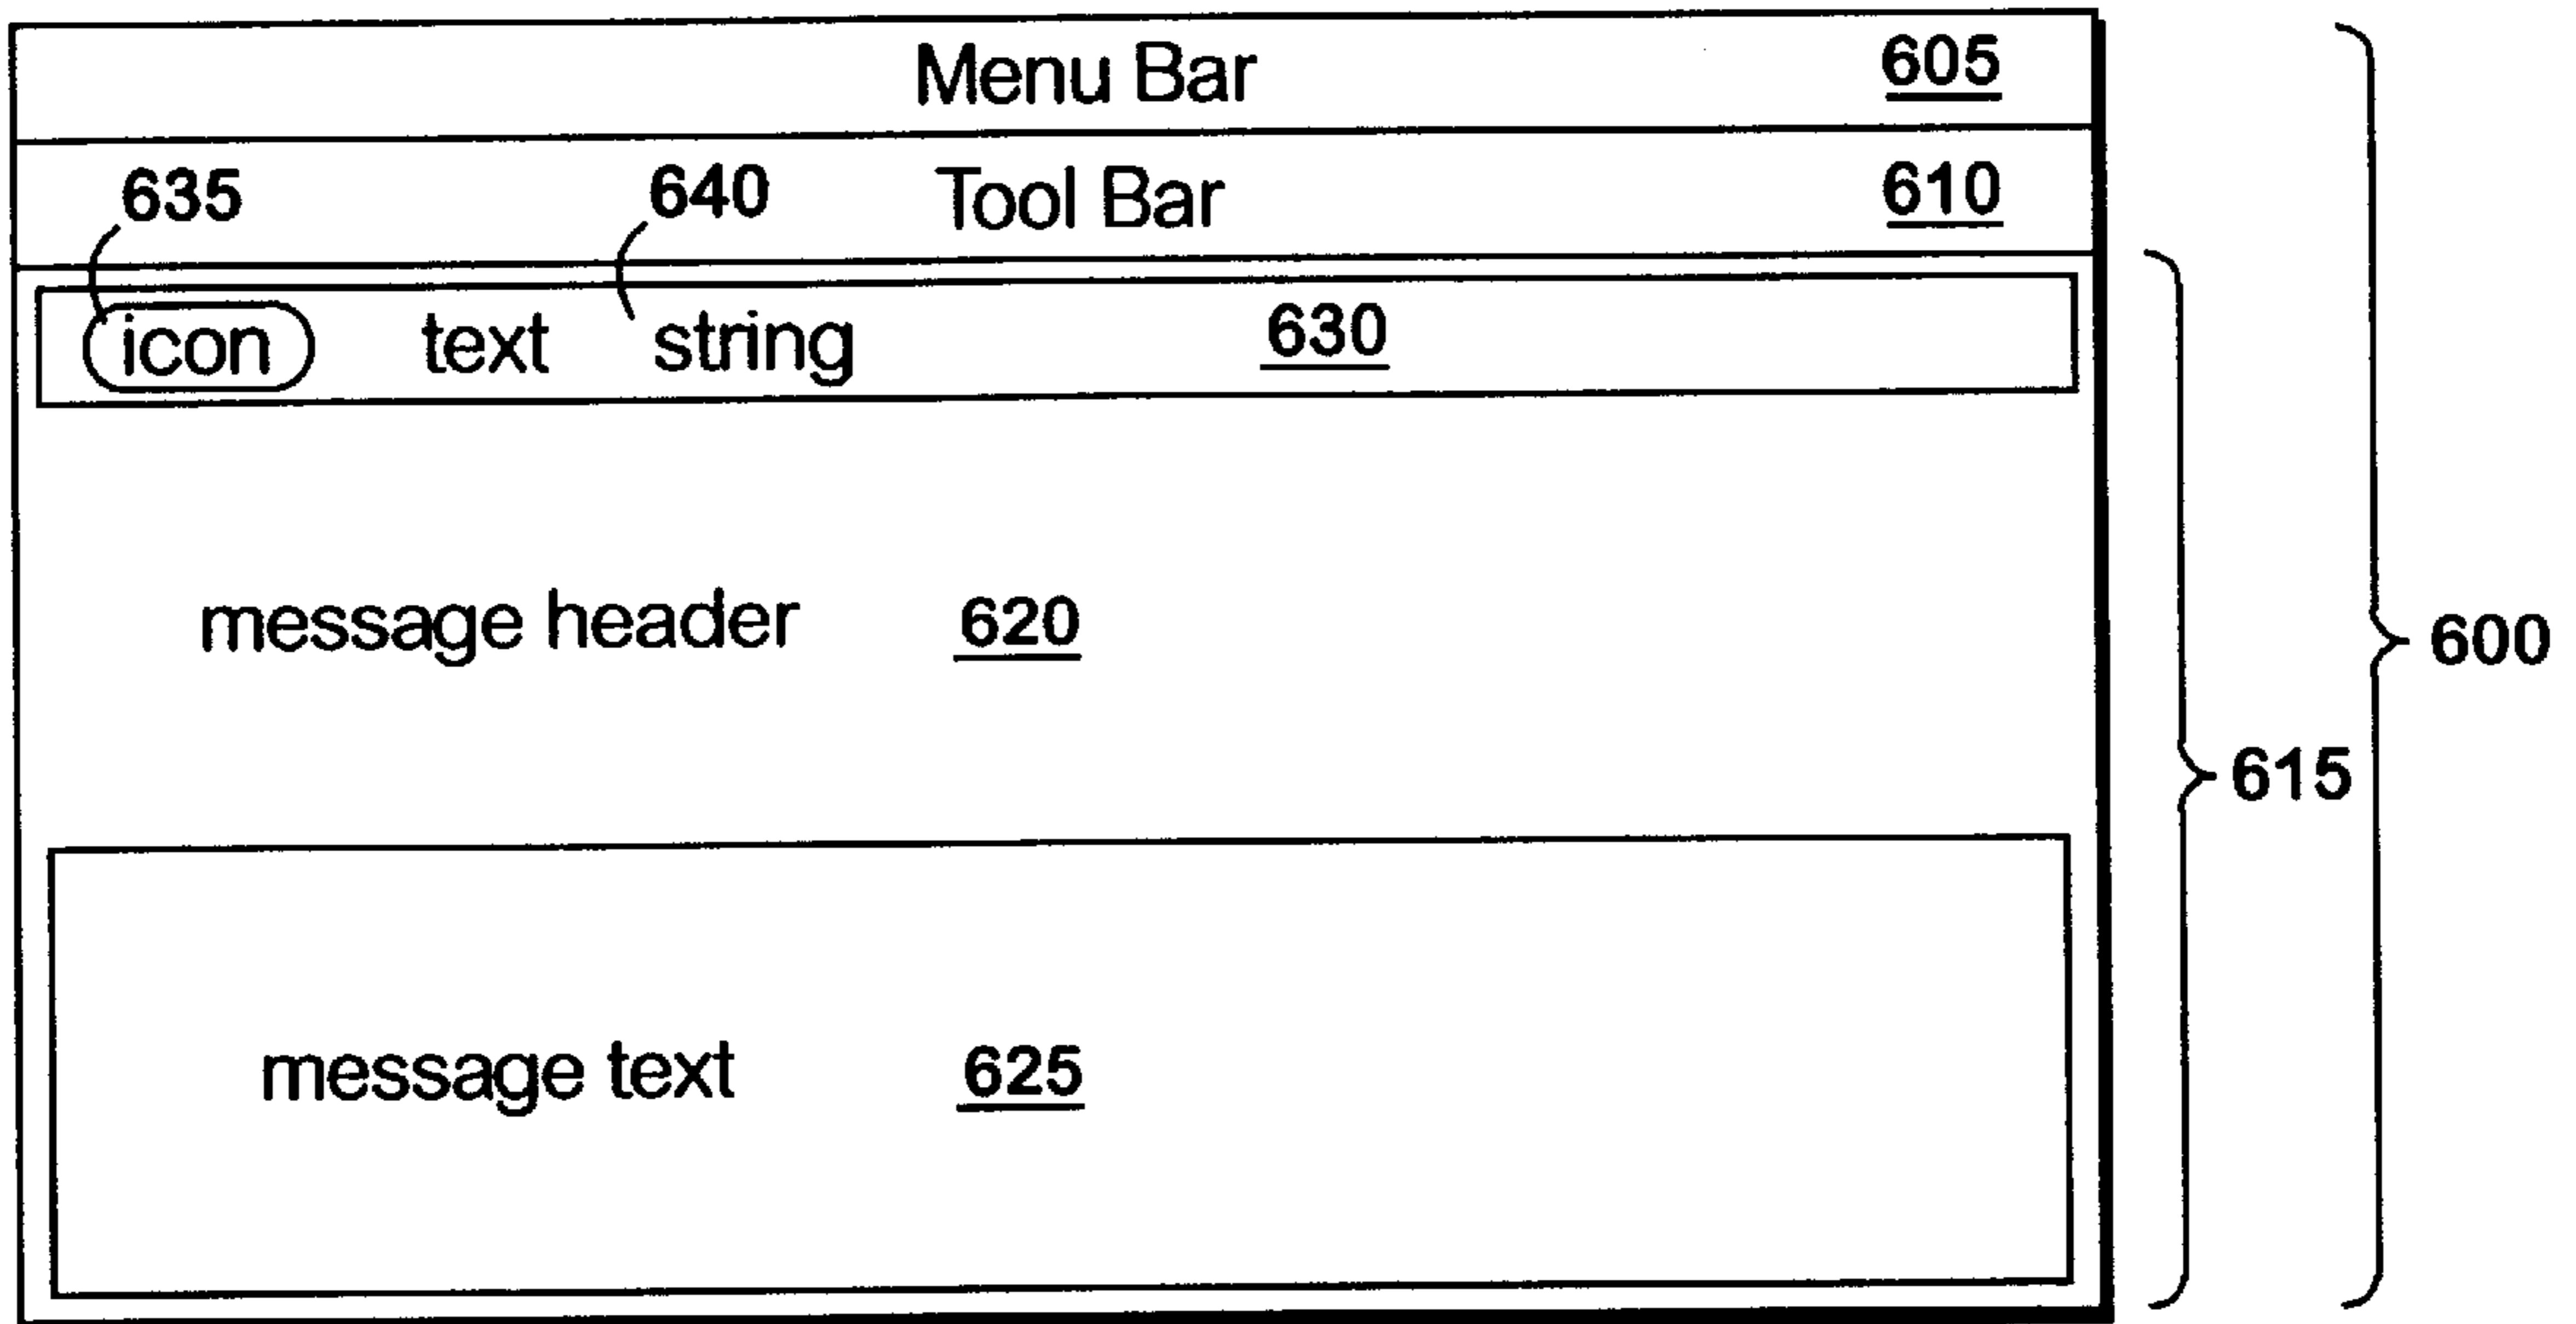 Menu Bar 605
635 640 Tool Bar 610
icon text string 630
message header 620
600
615
message text 625